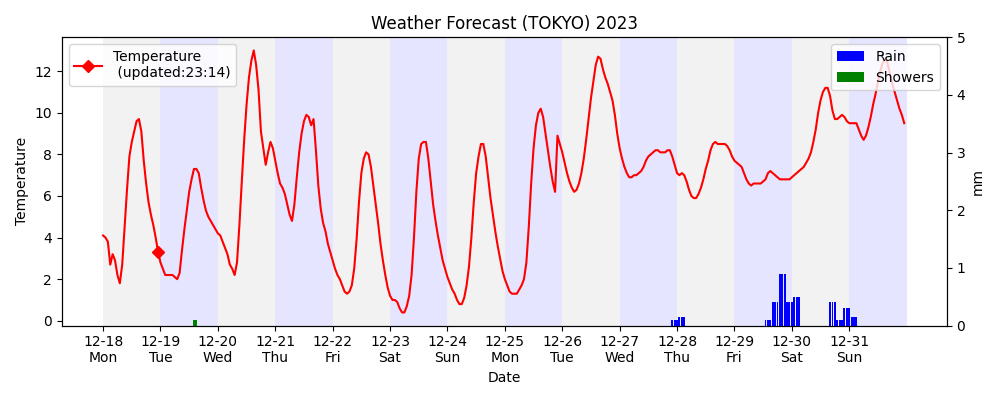 Weather Forecast (TOKYO) 2023
Temperature
(updated:23:14)
Rain
Showers
Temperature
12
10
8
6
4
2
0
5
4
3
2
1
0
mm
12-18 12-19 12-20 12-21 12-22 12-23 12-24 12-25 12-26 12-27 12-28 12-29 12-30 12-31
Mon Tue Wed Thu Fri Sat Sun Mon Tue Wed Thu Fri Sat Sun
Date